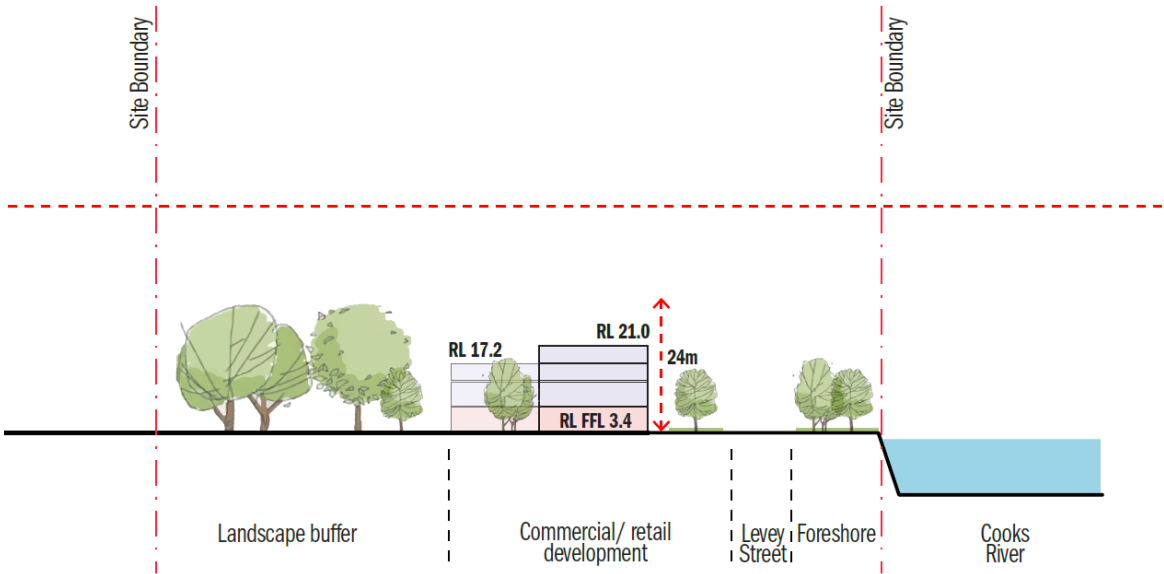 Site Boundary
Site Boundary
RL 17.2
RL 21.0
24m
RL FFL 3.4
Landscape buffer
Commercial/ retail
development
Levey
Street
Foreshore
Cooks
River